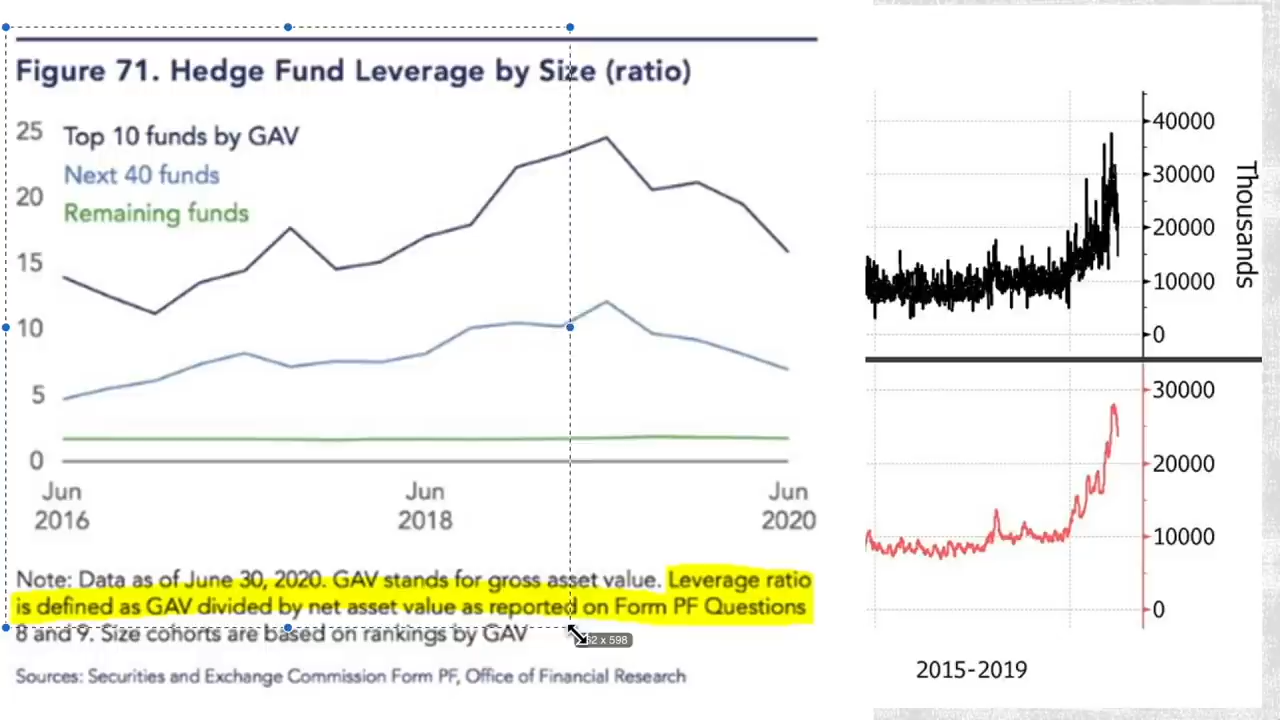 Figure 71. Hedge Fund Leverage by Size (ratio)
25
Top 10 funds by GAV
Next 40 funds
20
Remaining funds
15
10
5
0
Jun Jun Jun
2016 2018 2020
Note: Data as of June 30, 2020. GAV stands for gross asset value. Leverage ratio
is defined as GAV divided by net asset value as reported on Form PF Questions
8 and 9. Size cohorts are based on rankings by GAV
Sources: Securities and Exchange Commission Form PF, Office of Financial Research
x 598
40000
30000
20000
10000
0
Thousands
30000
20000
10000
0
2015-2019